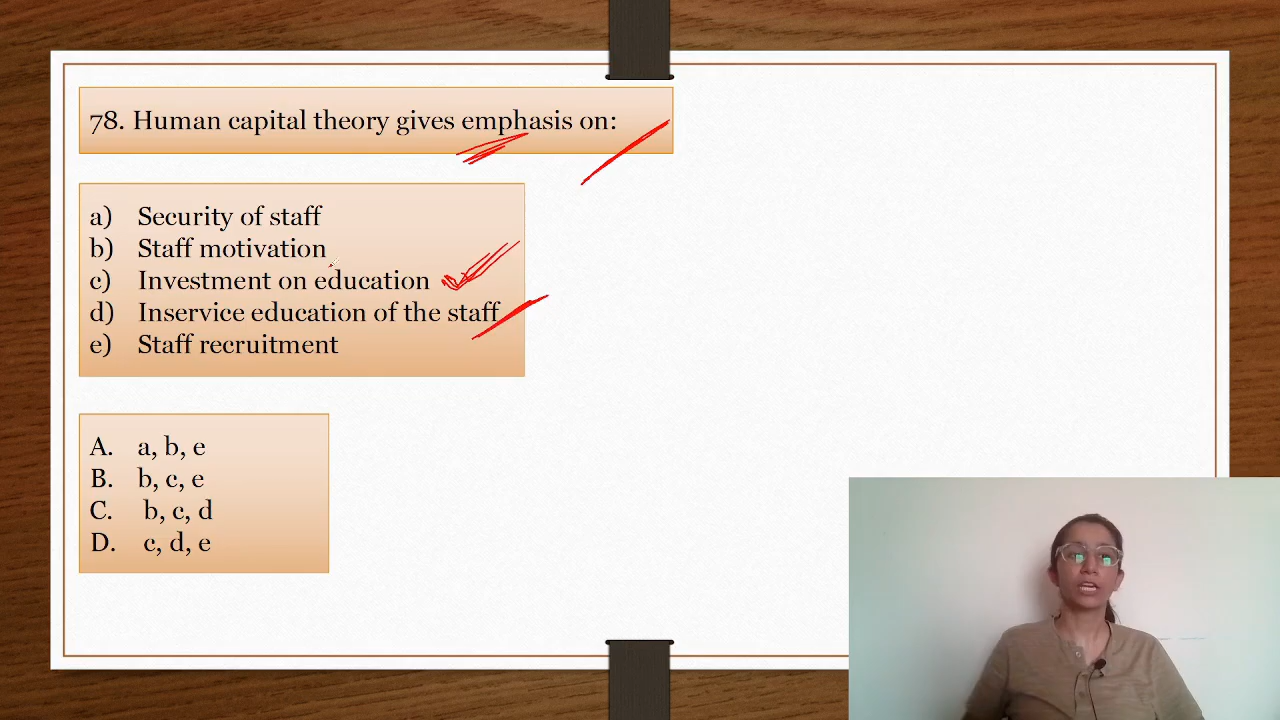 78. Human capital theory gives emphasis on:
a) Security of staff
b) Staff motivation
c) Investment on education
d) Inservice education of the staff
e) Staff recruitment
A. a, b, e
B. b, c, e
C. b, c, d
D. c, d, e